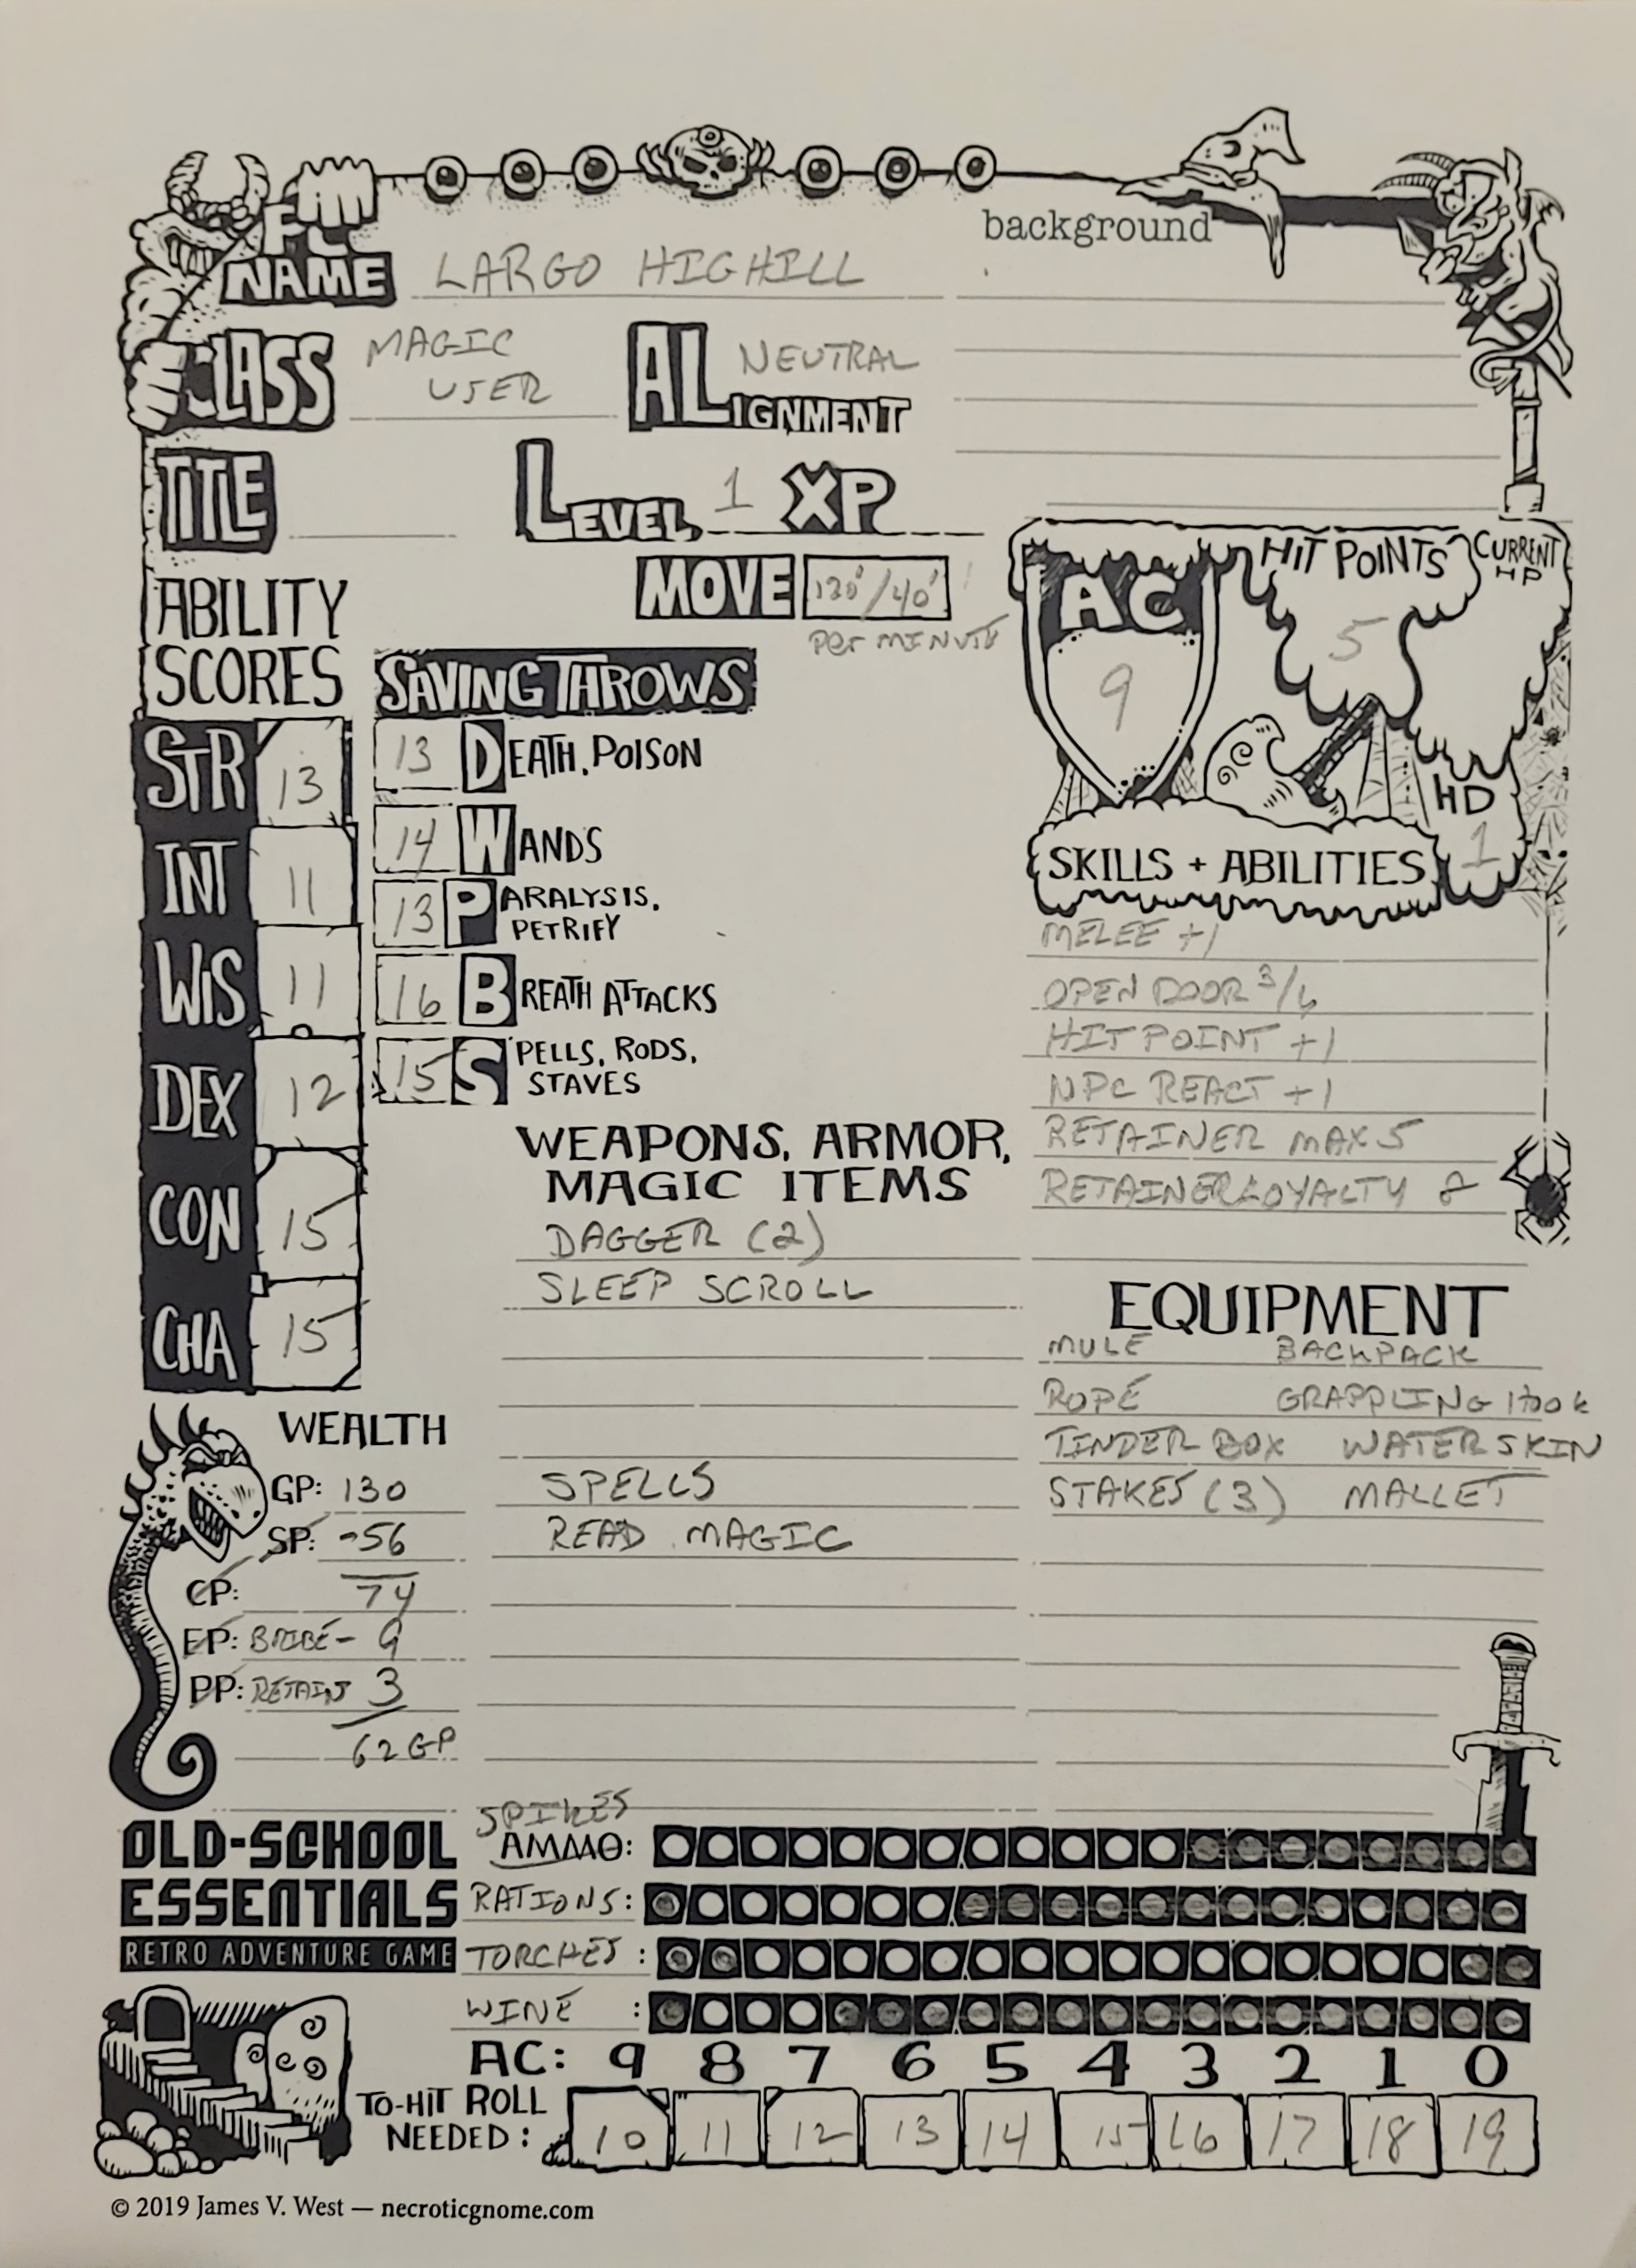 background
PC
NAME LARGO HIGHILL
CLASS MAGIC USER ALIGNMENT NEUTRAL
TITLE LEVEL 1 XP
MOVE 120'/40'
per MINUTE
AC 9
HIT POINTS 5
CURRENT HP
HD 1
ABILITY
SCORES
STR 13
INT 11
WIS 11
DEX 12
CON 15
CHA 15
SAVING THROWS
13 DEATH, POISON
14 WANDS
13 PARALYSIS, PETRIFY
16 BREATH ATTACKS
15 SPELLS, RODS, STAVES
SKILLS + ABILITIES
MELEE +1
OPEN DOOR 3/6
HIT POINT +1
NPC REACT +1
RETAINER MAX 5
RETAINER LOYALTY 8
WEAPONS, ARMOR,
MAGIC ITEMS
DAGGER (2)
SLEEP SCROLL
SPELLS
READ MAGIC
EQUIPMENT
MULE BACKPACK
ROPE GRAPPLING HOOK
TINDER BOX WATERSKIN
STAKES (3) MALLET
WEALTH
GP: 130
SP: -56
CP: 74
EP: BRIBE - 9
PP: RETAIN 3
62 GP
OLD-SCHOOL
ESSENTIALS
RETRO ADVENTURE GAME
SPIKES
AMMO:
RATIONS:
TORCHES:
WINE :
AC: 9 8 7 6 5 4 3 2 1 0
TO-HIT ROLL
NEEDED: 10 11 12 13 14 15 16 17 18 19
© 2019 James V. West — necroticgnome.com